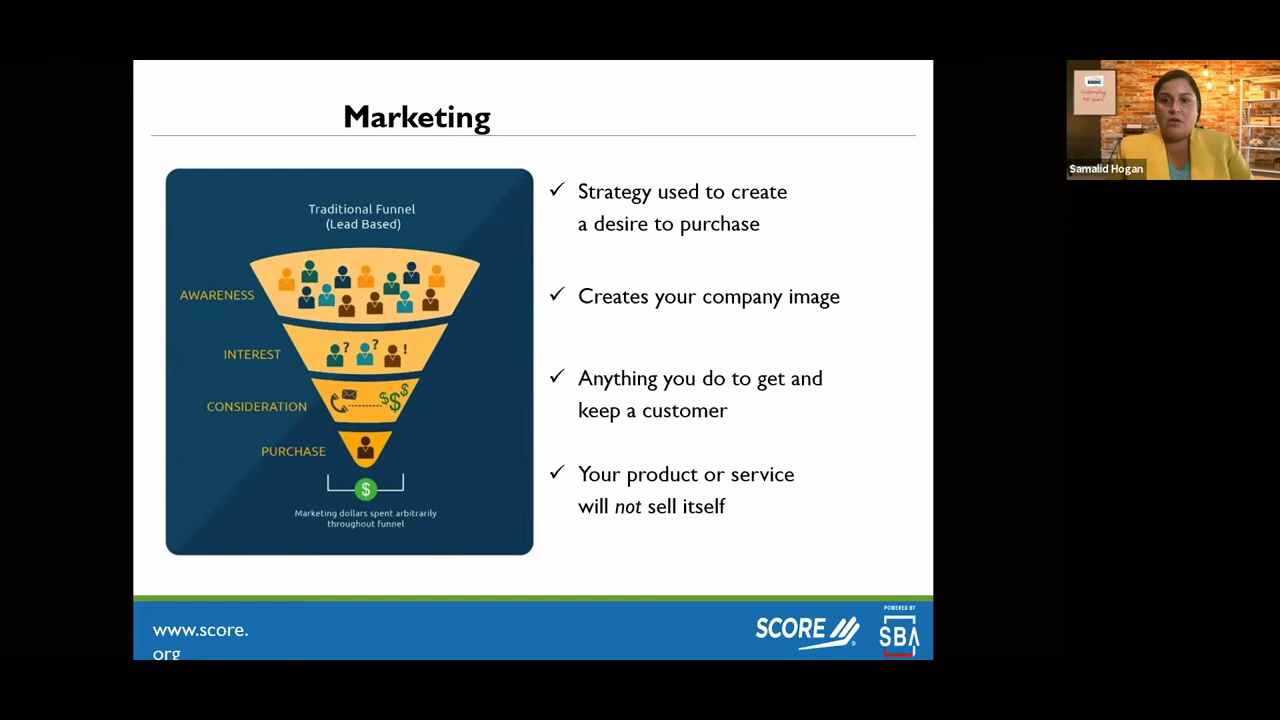 Marketing
Traditional Funnel
(Lead Based)
AWARENESS
INTEREST
? ? !
CONSIDERATION
$$$
PURCHASE
$
Marketing dollars spent arbitrarily
throughout funnel
✓ Strategy used to create
a desire to purchase
✓ Creates your company image
✓ Anything you do to get and
keep a customer
✓ Your product or service
will not sell itself
www.score.
org
SCORE
POWERED BY
SBA
SBDC
Samalid Hogan